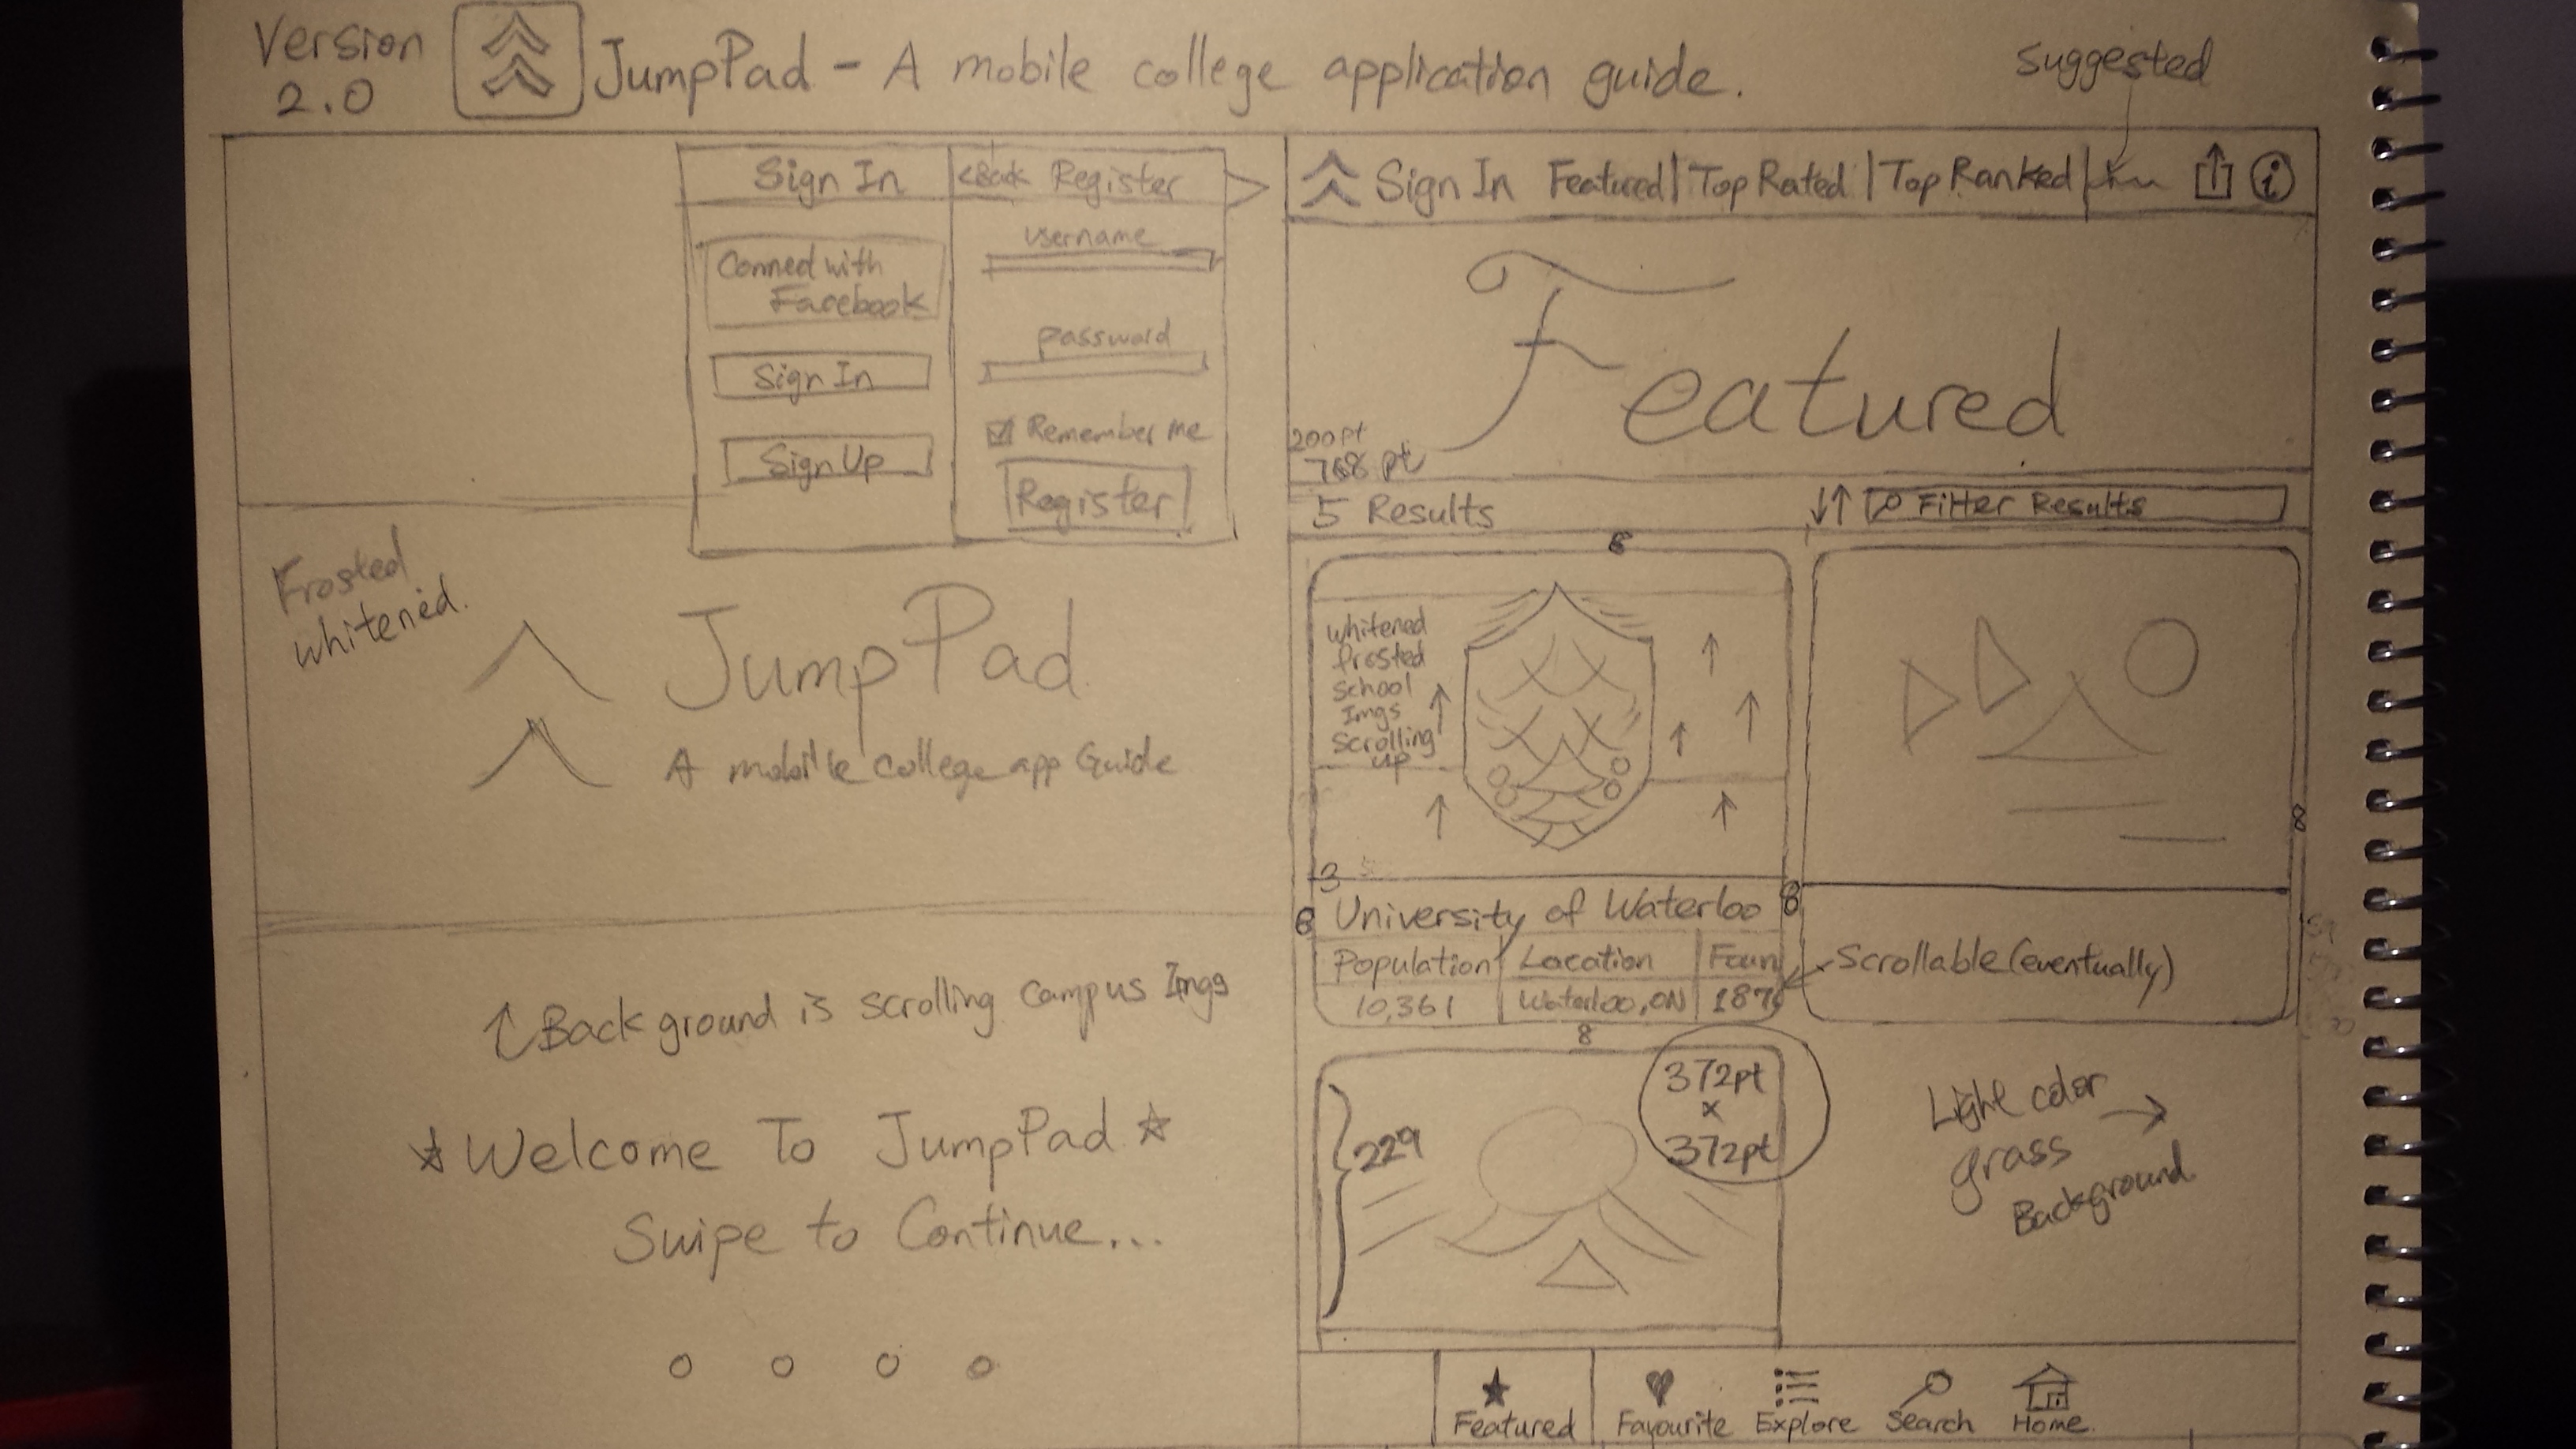 Version
2.0
JumpPad - A mobile college application guide.
Suggested
Sign In
Connect with
Facebook
Sign In
Sign Up
<Back Register
username
password
Remember me
Register
Frosted
whitened.
JumpPad
A mobile college app Guide
Background is scrolling campus Imgs
Welcome To JumpPad
Swipe to Continue...
Sign In Featured | Top Rated | Top Ranked |
Featured
200pt
768 pt
5 Results
Filter Results
6
whitened
frosted
school
Imgs
scrolling
up
8
3
6 University of Waterloo 8
Population Location Foun
10,361 Waterloo, ON 187
Scrollable (eventually)
8
372pt
x
372pt
229
Light color
grass
Background
Featured Favourite Explore Search Home